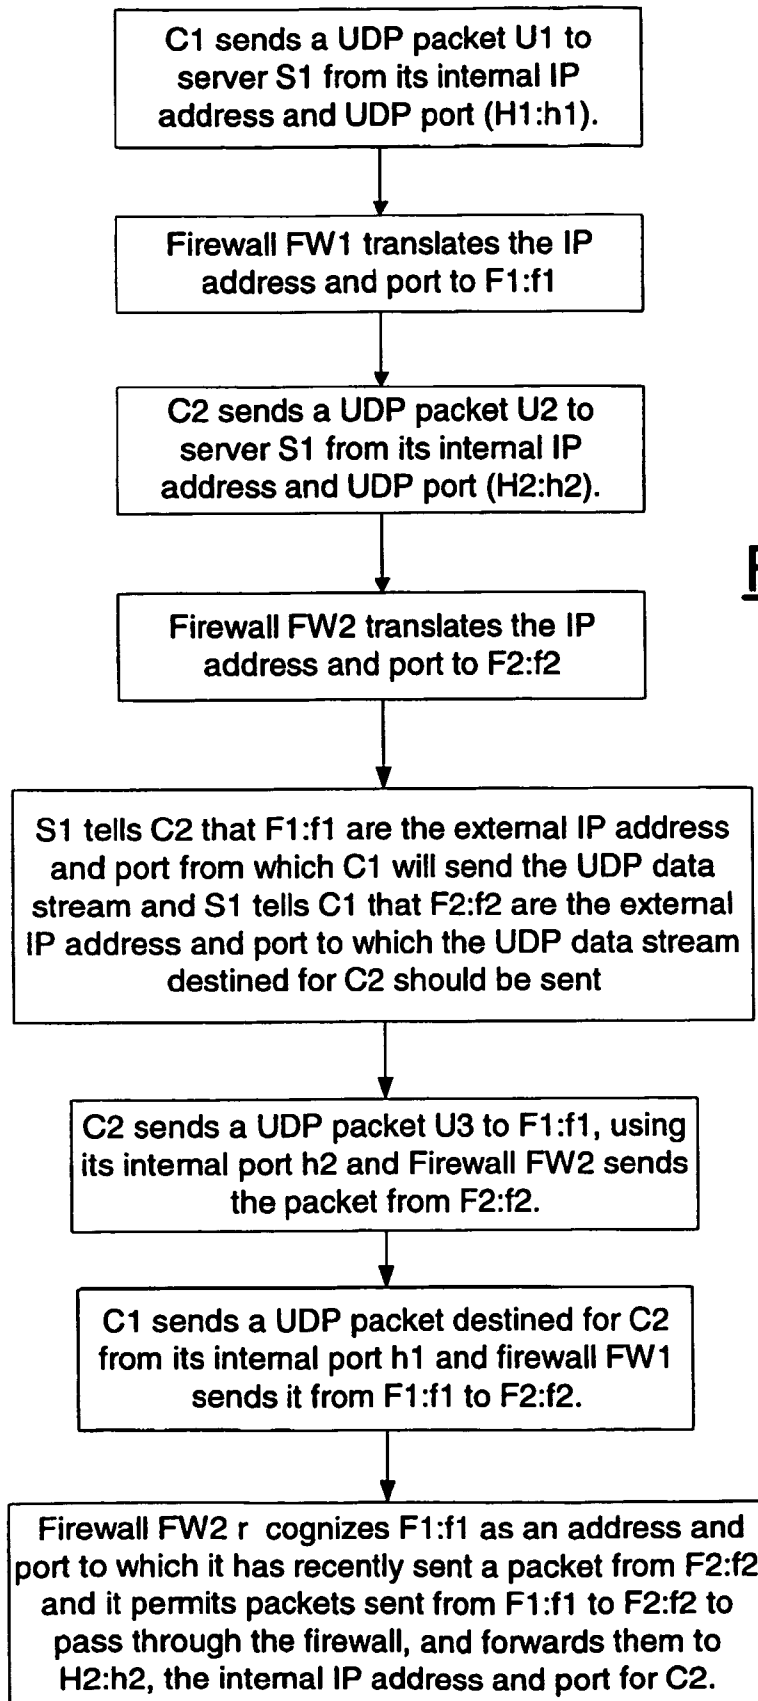 C1 sends a UDP packet U1 to
server S1 from its internal IP
address and UDP port (H1:h1).
Firewall FW1 translates the IP
address and port to F1:f1
C2 sends a UDP packet U2 to
server S1 from its internal IP
address and UDP port (H2:h2).
Firewall FW2 translates the IP
address and port to F2:f2
S1 tells C2 that F1:f1 are the external IP address
and port from which C1 will send the UDP data
stream and S1 tells C1 that F2:f2 are the external
IP address and port to which the UDP data stream
destined for C2 should be sent
C2 sends a UDP packet U3 to F1:f1, using
its internal port h2 and Firewall FW2 sends
the packet from F2:f2.
C1 sends a UDP packet destined for C2
from its internal port h1 and firewall FW1
sends it from F1:f1 to F2:f2.
Firewall FW2 r cognizes F1:f1 as an address and
port to which it has recently sent a packet from F2:f2
and it permits packets sent from F1:f1 to F2:f2 to
pass through the firewall, and forwards them to
H2:h2, the internal IP address and port for C2.